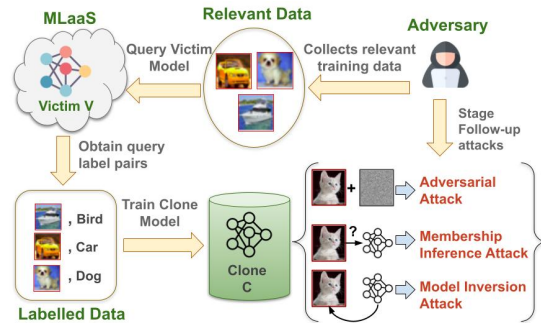 MLaaS
Relevant Data
Adversary
Query Victim
Model
Collects relevant
training data
Victim V
Obtain query
label pairs
Stage
Follow-up
attacks
, Bird
, Car
, Dog
Labelled Data
Train Clone
Model
Clone
C
+
Adversarial
Attack
?
Membership
Inference Attack
Model Inversion
Attack